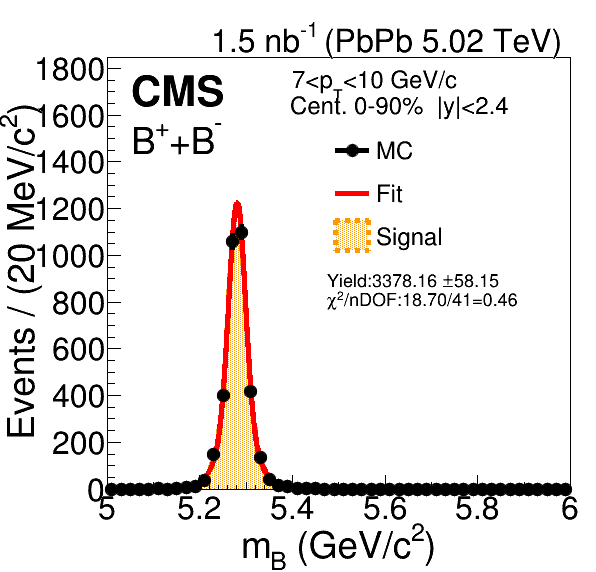 1.5 nb⁻¹ (PbPb 5.02 TeV)
CMS
B⁺+B⁻
7<p_T<10 GeV/c
Cent. 0-90% |y|<2.4
MC
Fit
Signal
Yield:3378.16 ±58.15
χ²/nDOF:18.70/41=0.46
Events / (20 MeV/c²)
1800
1600
1400
1200
1000
800
600
400
200
0
5 5.2 5.4 5.6 5.8 6
m_B (GeV/c²)